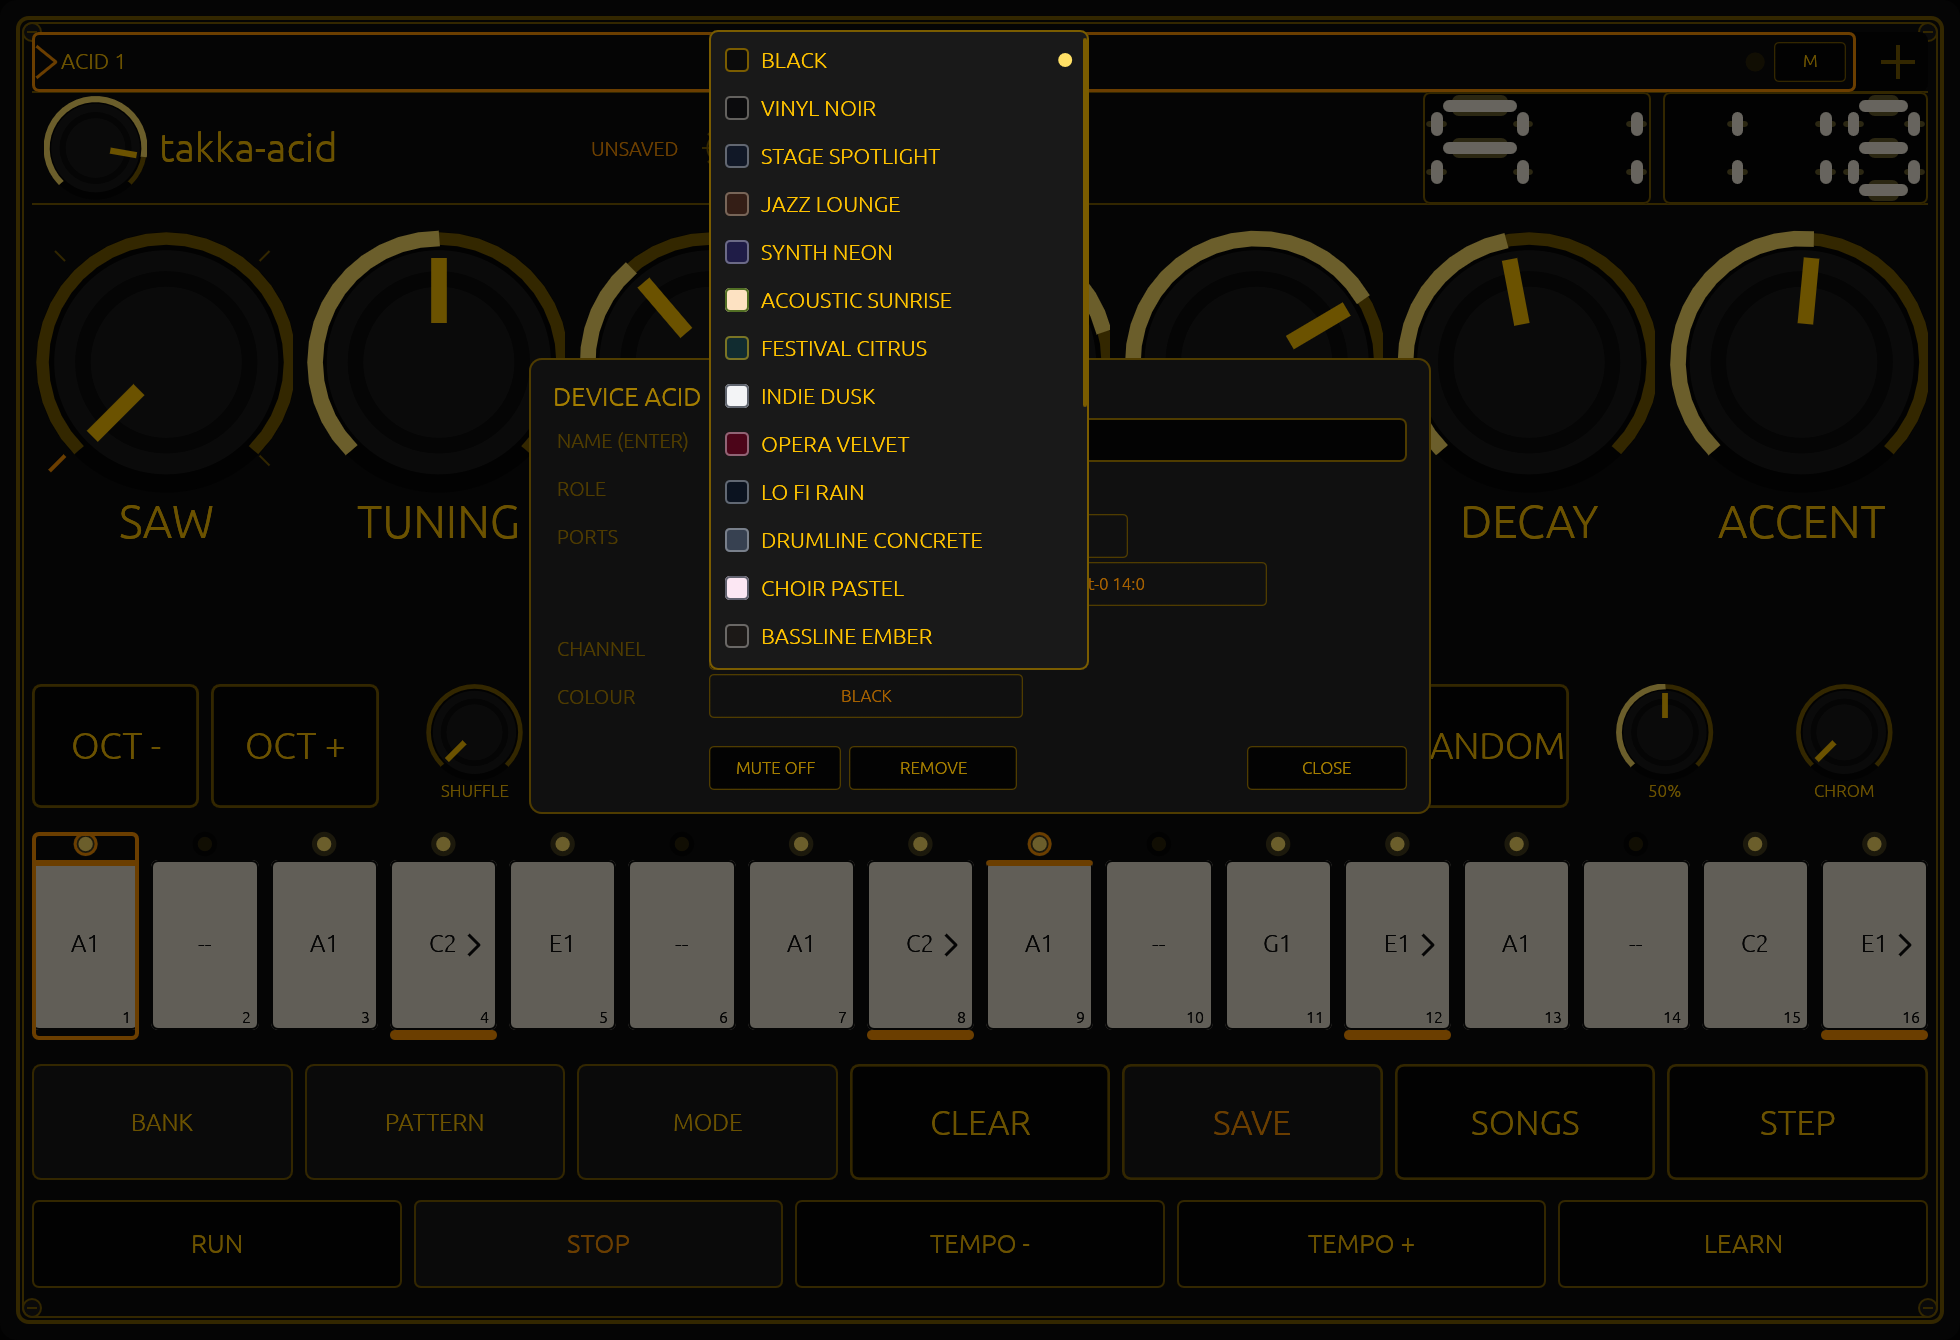 ACID 1
M
takka-acid
UNSAVED
BLACK
VINYL NOIR
STAGE SPOTLIGHT
JAZZ LOUNGE
SYNTH NEON
ACOUSTIC SUNRISE
FESTIVAL CITRUS
INDIE DUSK
OPERA VELVET
LO FI RAIN
DRUMLINE CONCRETE
CHOIR PASTEL
BASSLINE EMBER
SAW
TUNING
DECAY
ACCENT
DEVICE ACID
NAME (ENTER)
ROLE
PORTS
t-0 14:0
CHANNEL
COLOUR
BLACK
MUTE OFF
REMOVE
CLOSE
OCT -
OCT +
SHUFFLE
ANDOM
50%
CHROM
A1
--
A1
C2
E1
--
A1
C2
A1
--
G1
E1
A1
--
C2
E1
1
2
3
4
5
6
7
8
9
10
11
12
13
14
15
16
BANK
PATTERN
MODE
CLEAR
SAVE
SONGS
STEP
RUN
STOP
TEMPO -
TEMPO +
LEARN